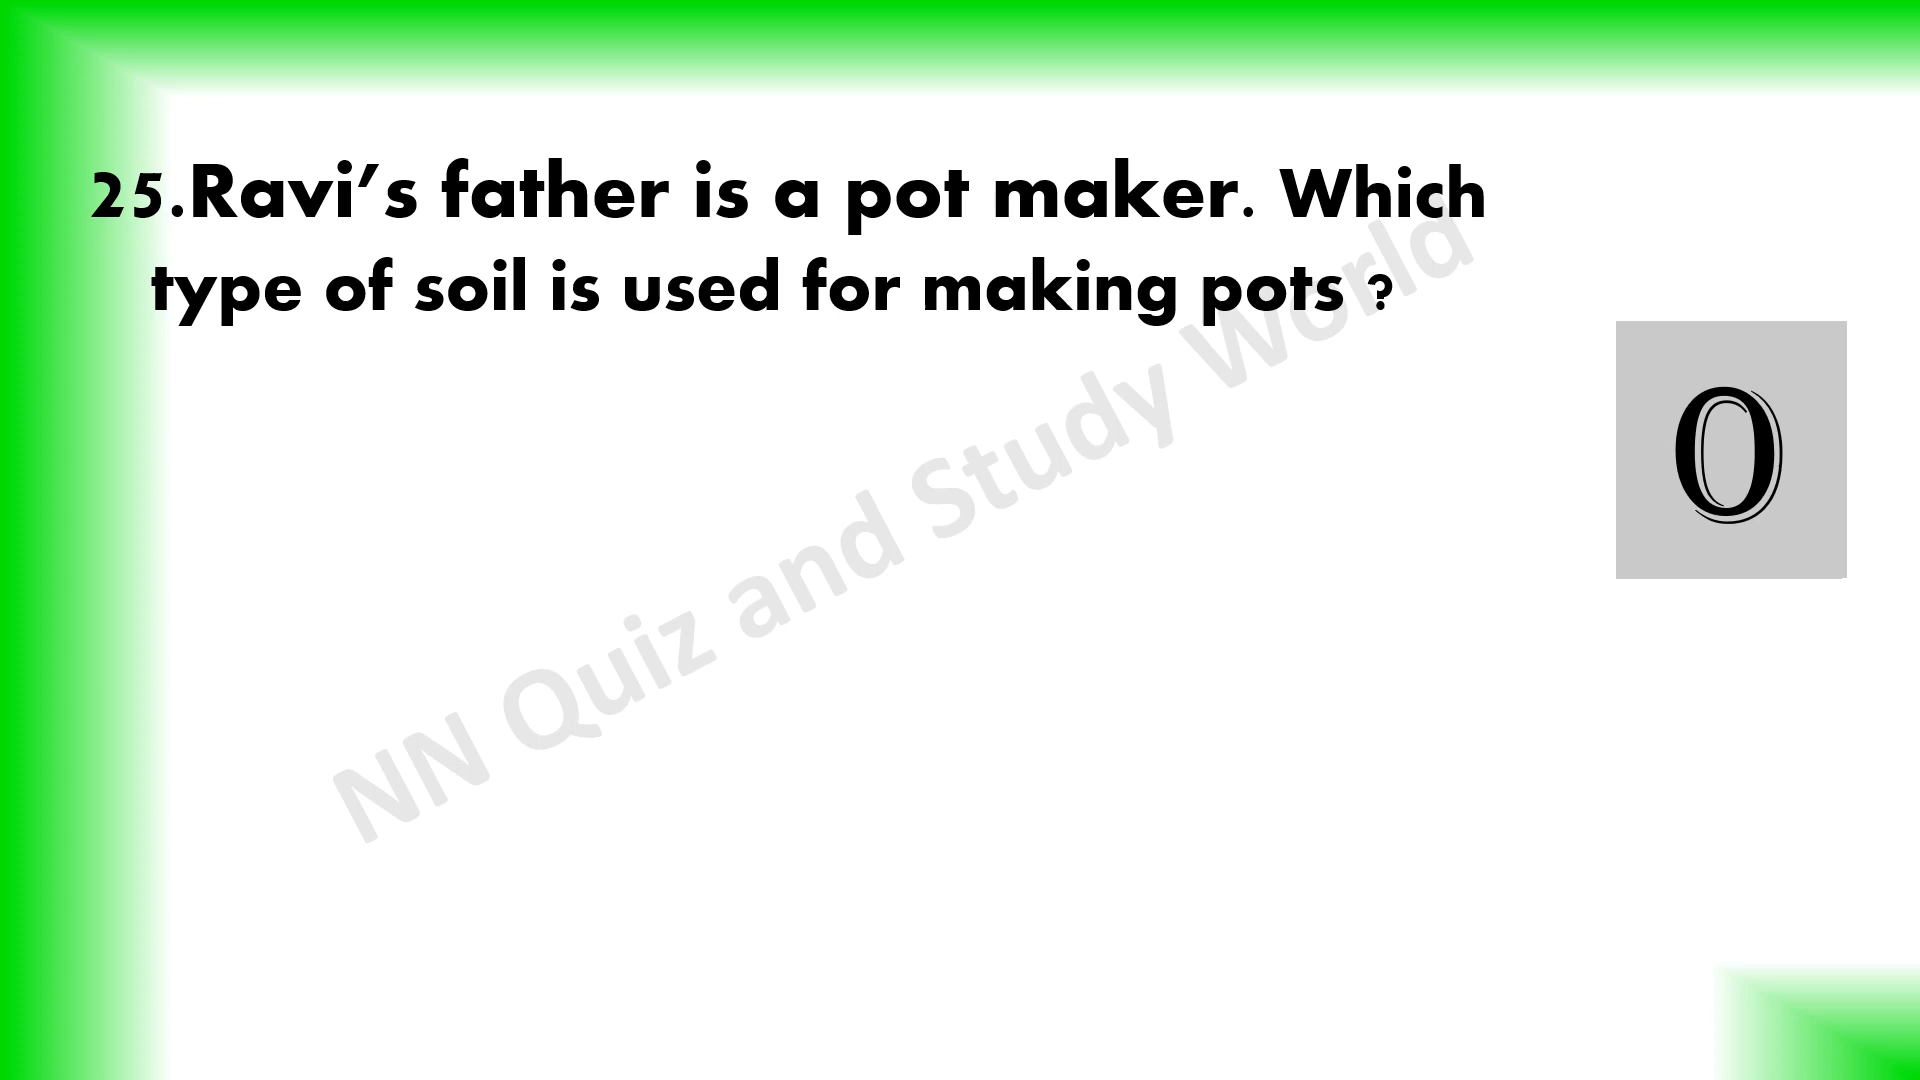 25.Ravi’s father is a pot maker. Which
type of soil is used for making pots ?
0
NN Quiz and Study World